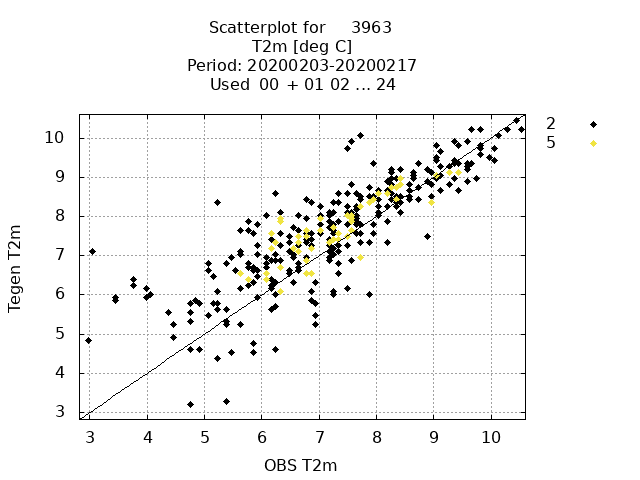 Scatterplot for 3963
T2m [deg C]
Period: 20200203-20200217
Used 00 + 01 02 ... 24
2
5
Tegen T2m
10
9
8
7
6
5
4
3
3 4 5 6 7 8 9 10
OBS T2m